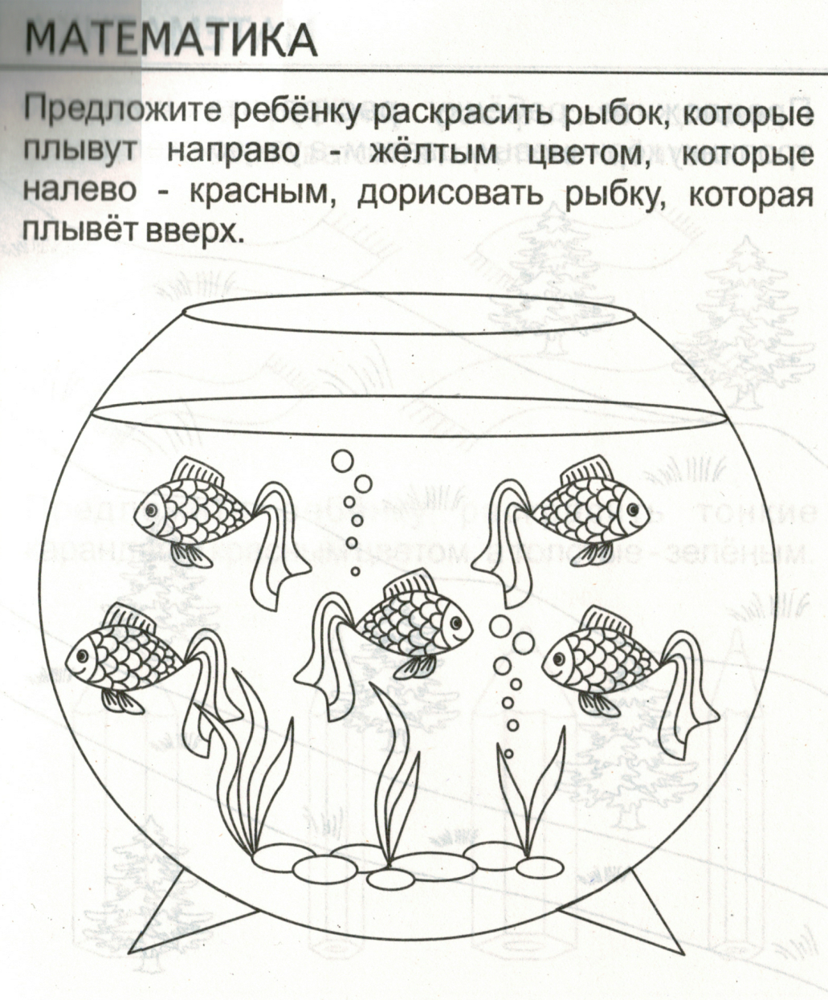 МАТЕМАТИКА
Предложите ребёнку раскрасить рыбок, которые
плывут направо - жёлтым цветом, которые
налево - красным, дорисовать рыбку, которая
плывёт вверх.